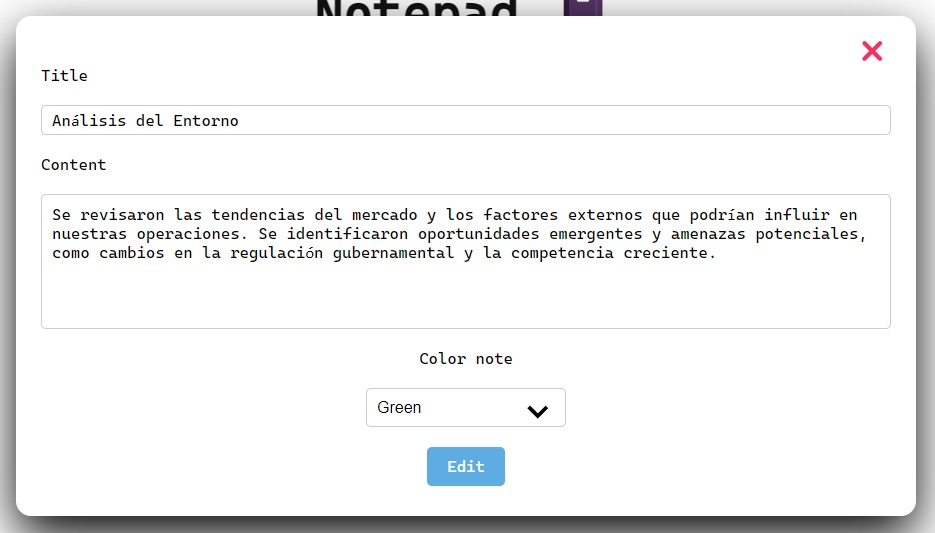 Notepad
Title
Análisis del Entorno
Content
Se revisaron las tendencias del mercado y los factores externos que podrían influir en
nuestras operaciones. Se identificaron oportunidades emergentes y amenazas potenciales,
como cambios en la regulación gubernamental y la competencia creciente.
Color note
Green
Edit